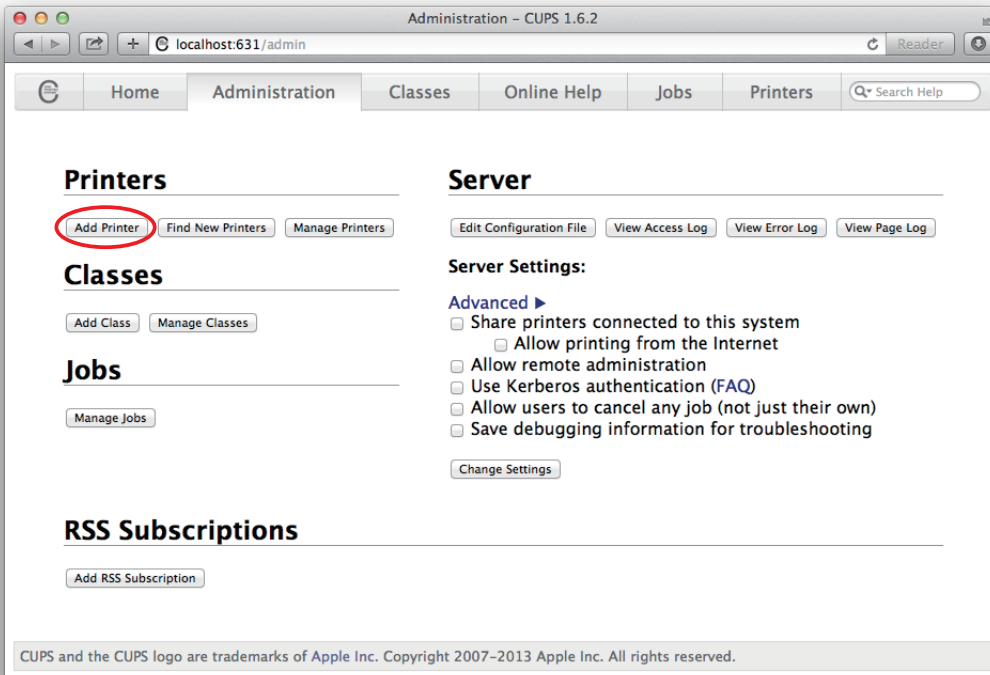 Administration – CUPS 1.6.2
localhost:631/admin
Reader
Home Administration Classes Online Help Jobs Printers Search Help
Printers
Add Printer Find New Printers Manage Printers
Classes
Add Class Manage Classes
Jobs
Manage Jobs
Server
Edit Configuration File View Access Log View Error Log View Page Log
Server Settings:
Advanced ▶
Share printers connected to this system
Allow printing from the Internet
Allow remote administration
Use Kerberos authentication (FAQ)
Allow users to cancel any job (not just their own)
Save debugging information for troubleshooting
Change Settings
RSS Subscriptions
Add RSS Subscription
CUPS and the CUPS logo are trademarks of Apple Inc. Copyright 2007–2013 Apple Inc. All rights reserved.